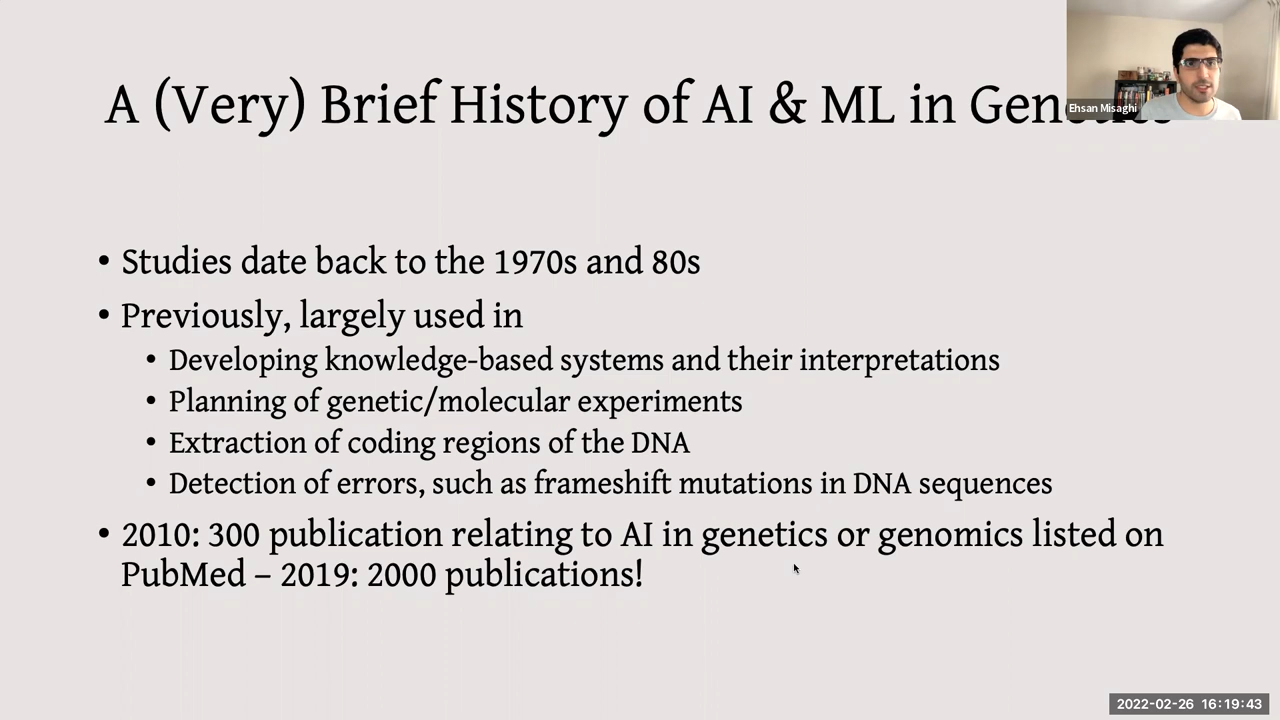 A (Very) Brief History of AI & ML in
Ehsan Misaghi
• Studies date back to the 1970s and 80s
• Previously, largely used in
• Developing knowledge-based systems and their interpretations
• Planning of genetic/molecular experiments
• Extraction of coding regions of the DNA
• Detection of errors, such as frameshift mutations in DNA sequences
• 2010: 300 publication relating to AI in genetics or genomics listed on
PubMed – 2019: 2000 publications!
2022-02-26 16:19:43